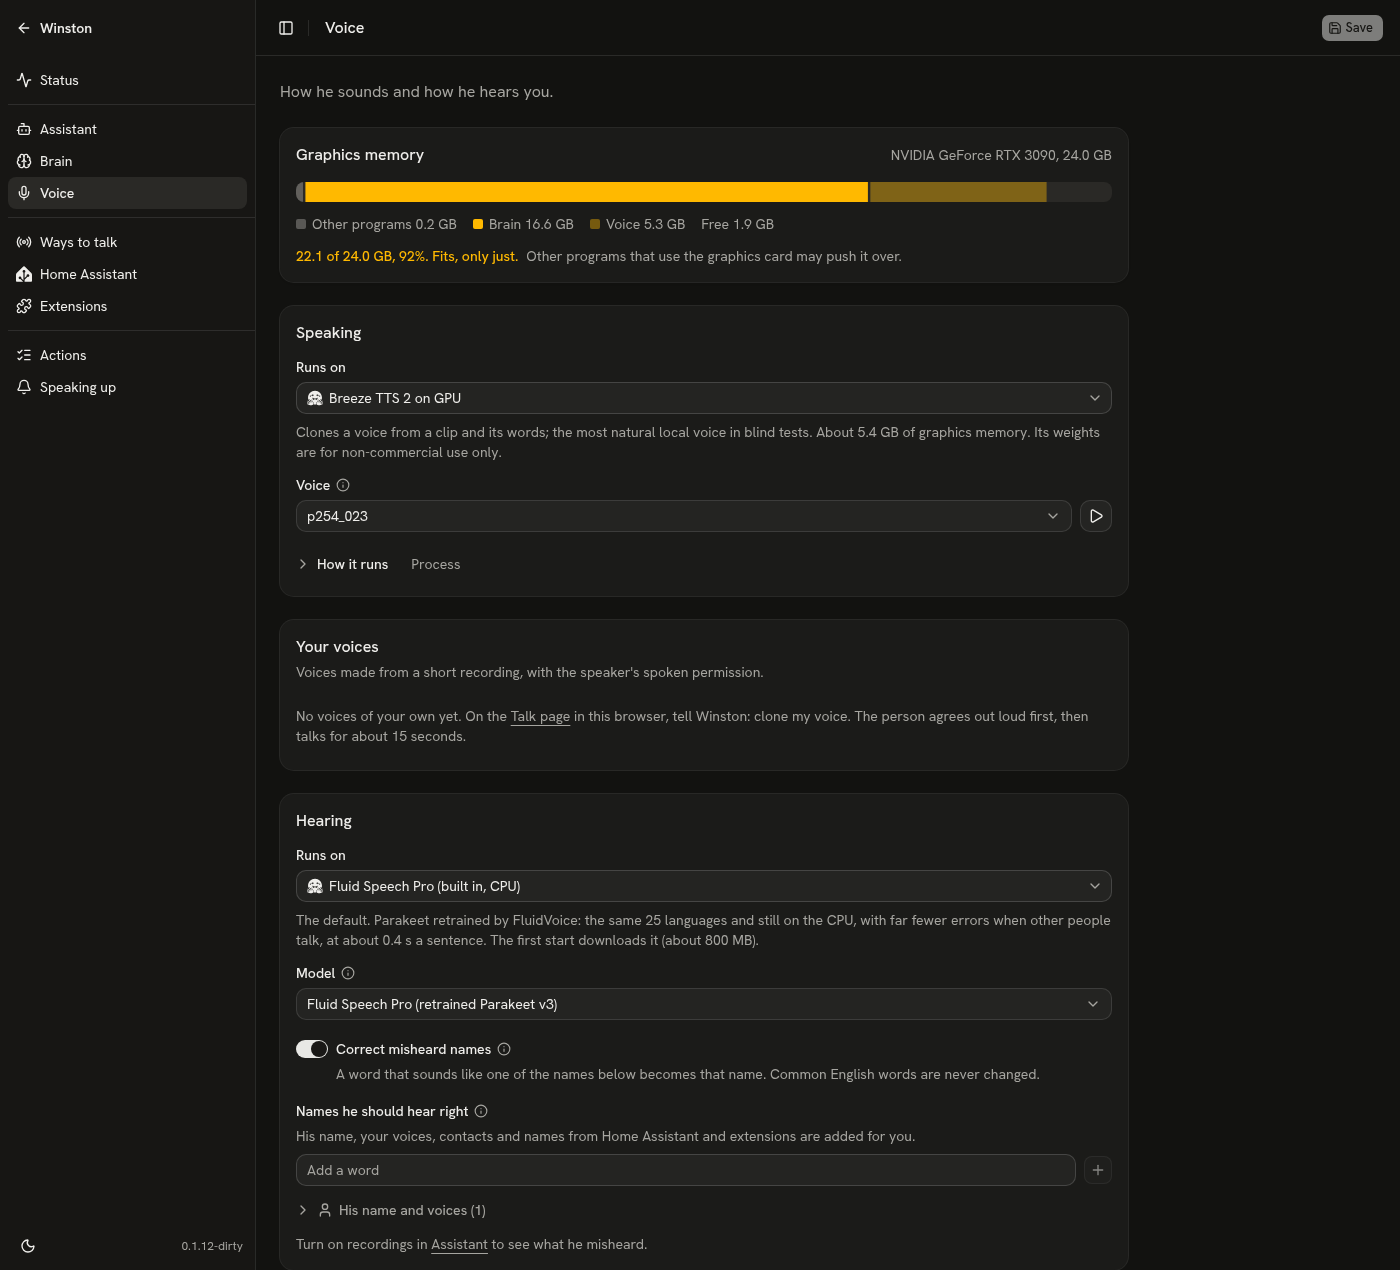 Winston
Voice
Save
Status
Assistant
Brain
Voice
Ways to talk
Home Assistant
Extensions
Actions
Speaking up
0.1.12-dirty
How he sounds and how he hears you.
Graphics memory
NVIDIA GeForce RTX 3090, 24.0 GB
Other programs 0.2 GB
Brain 16.6 GB
Voice 5.3 GB
Free 1.9 GB
22.1 of 24.0 GB, 92%. Fits, only just. Other programs that use the graphics card may push it over.
Speaking
Runs on
Breeze TTS 2 on GPU
Clones a voice from a clip and its words; the most natural local voice in blind tests. About 5.4 GB of graphics memory. Its weights
are for non-commercial use only.
Voice
p254_023
How it runs
Process
Your voices
Voices made from a short recording, with the speaker's spoken permission.
No voices of your own yet. On the Talk page in this browser, tell Winston: clone my voice. The person agrees out loud first, then
talks for about 15 seconds.
Hearing
Runs on
Fluid Speech Pro (built in, CPU)
The default. Parakeet retrained by FluidVoice: the same 25 languages and still on the CPU, with far fewer errors when other people
talk, at about 0.4 s a sentence. The first start downloads it (about 800 MB).
Model
Fluid Speech Pro (retrained Parakeet v3)
Correct misheard names
A word that sounds like one of the names below becomes that name. Common English words are never changed.
Names he should hear right
His name, your voices, contacts and names from Home Assistant and extensions are added for you.
Add a word
His name and voices (1)
Turn on recordings in Assistant to see what he misheard.